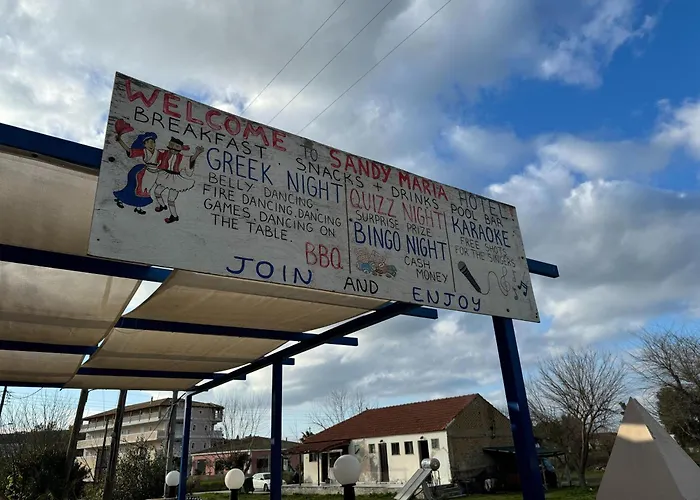 WELCOME TO SANDY MARIA HOTEL
BREAKFAST SNACKS + DRINKS POOL BAR
GREEK NIGHT
BELLY DANCING
FIRE DANCING, DANCING
GAMES, DANCING ON
THE TABLE.
BBQ.
QUIZZ NIGHT
SURPRISE PRIZE
BINGO NIGHT
CASH
MONEY
KARAOKE
FREE SHOTS
FOR THE SINGERS
JOIN AND ENJOY